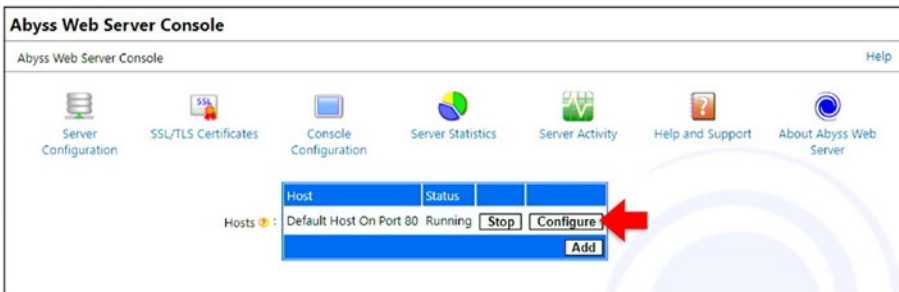 Abyss Web Server Console
Abyss Web Server Console Help
SSL
Server Configuration
SSL/TLS Certificates
Console Configuration
Server Statistics
Server Activity
Help and Support
About Abyss Web Server
Host Status
Hosts ? : Default Host On Port 80 Running Stop Configure
Add